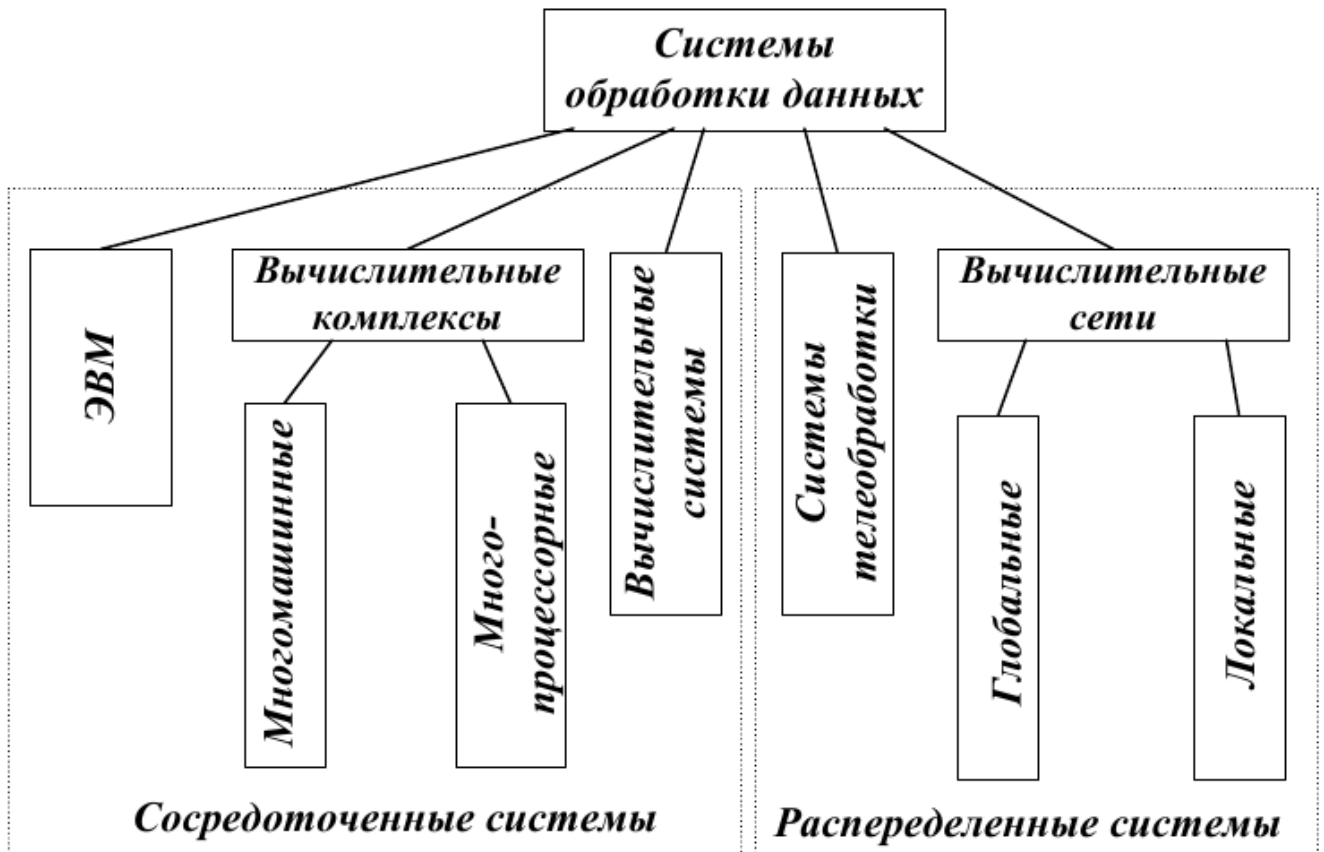 Системы
обработки данных
ЭВМ
Вычислительные
комплексы
Многомашинные
Много-
процессорные
Вычислительные
системы
Системы
телеобработки
Вычислительные
сети
Глобальные
Локальные
Сосредоточенные системы
Распеределенные системы